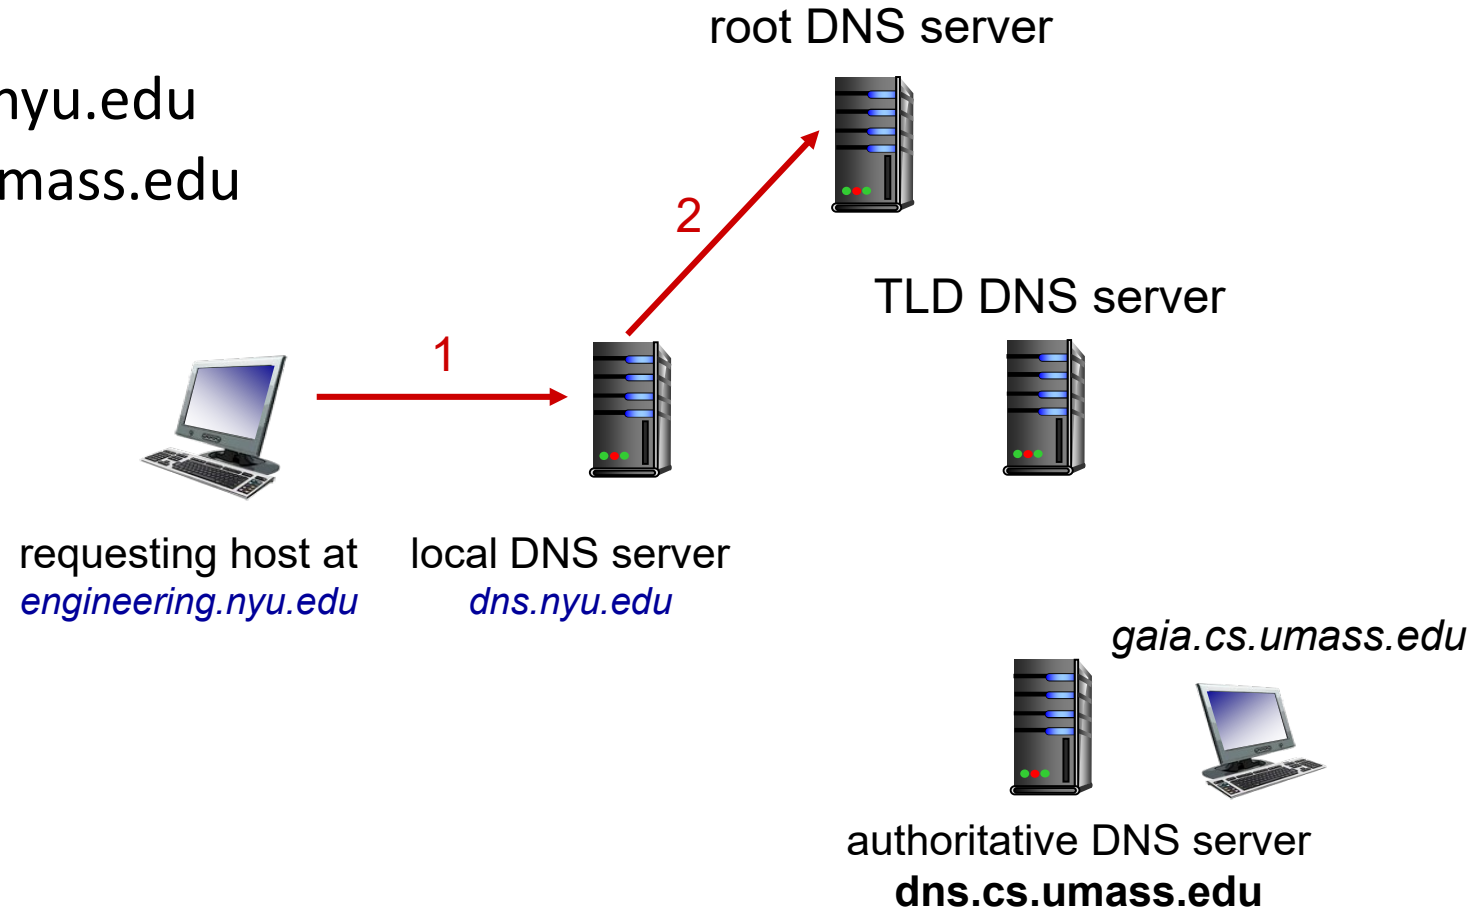 root DNS server
nyu.edu
mass.edu
2
TLD DNS server
1
requesting host at
engineering.nyu.edu
local DNS server
dns.nyu.edu
gaia.cs.umass.edu
authoritative DNS server
dns.cs.umass.edu